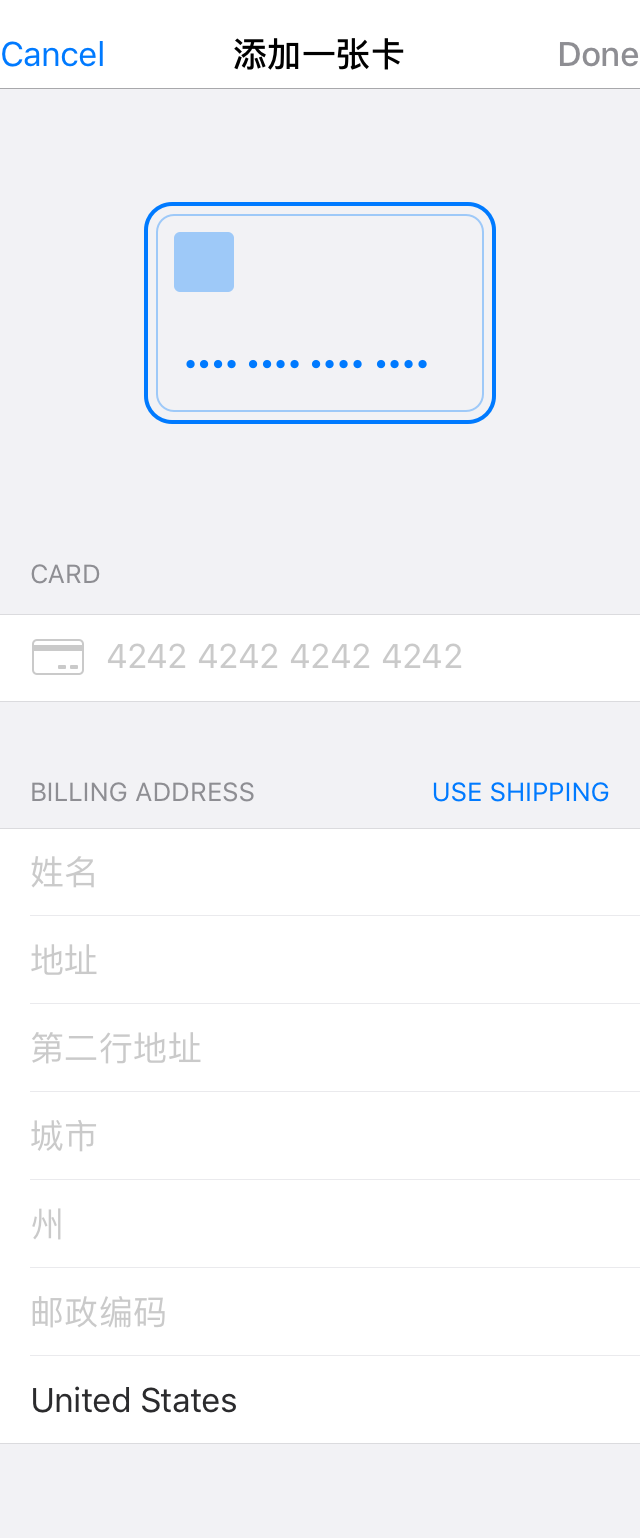 Cancel 添加一张卡 Done
•••• •••• •••• ••••
CARD
4242 4242 4242 4242
BILLING ADDRESS USE SHIPPING
姓名
地址
第二行地址
城市
州
邮政编码
United States